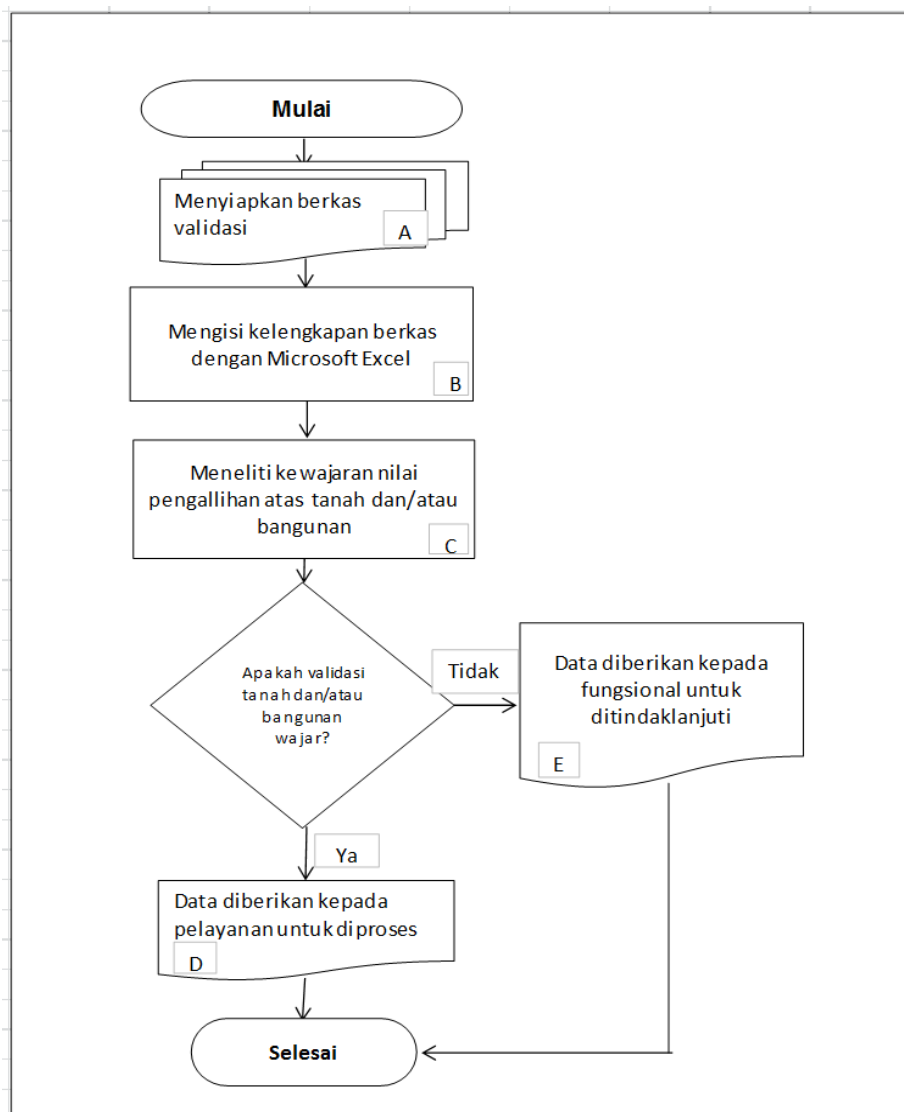 Mulai
Menyiapkan berkas
validasi
A
Mengisi kelengkapan berkas
dengan Microsoft Excel
B
Meneliti kewajaran nilai
pengallihan atas tanah dan/atau
bangunan
C
Apakah validasi
tanah dan/atau
bangunan
wajar?
Tidak
Data diberikan kepada
fungsional untuk
ditindaklanjuti
E
Ya
Data diberikan kepada
pelayanan untuk diproses
D
Selesai